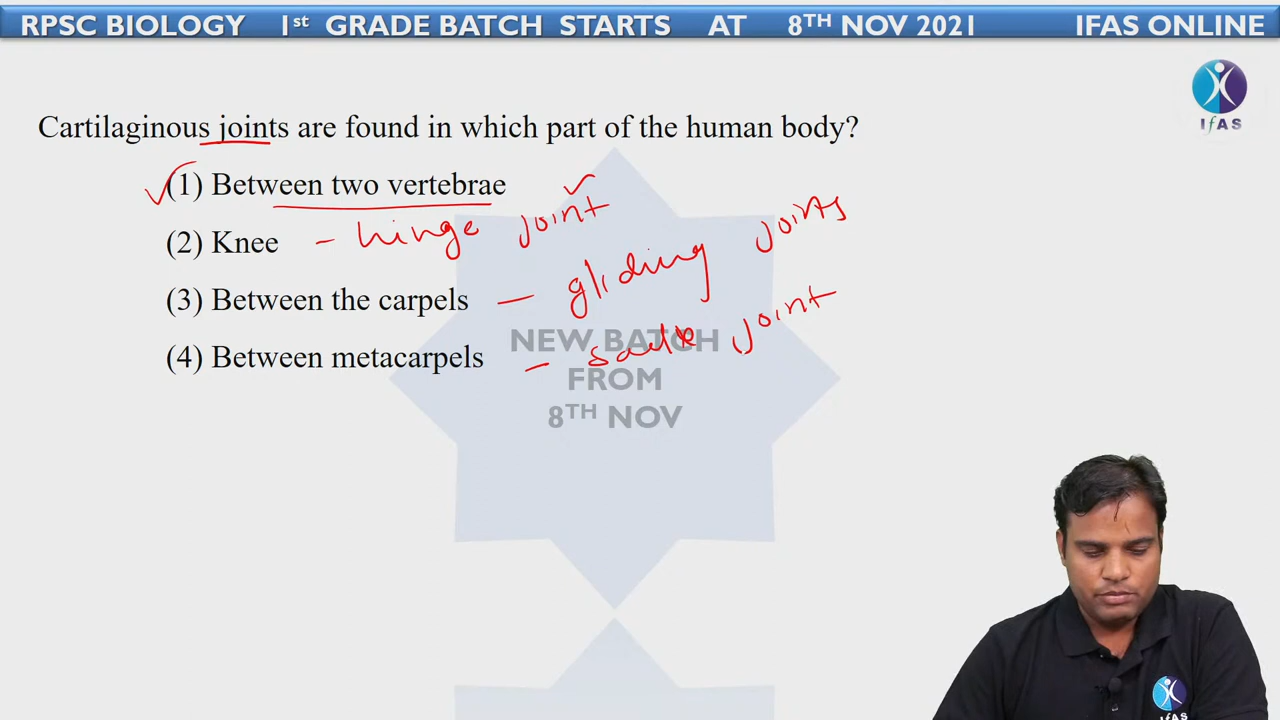 RPSC BIOLOGY 1st GRADE BATCH STARTS AT 8TH NOV 2021 IFAS ONLINE
IFAS
Cartilaginous joints are found in which part of the human body?
(1) Between two vertebrae
(2) Knee - hinge joint
(3) Between the carpels - gliding joints
(4) Between metacarpels - joint
NEW BATCH
FROM
8TH NOV
IFAS